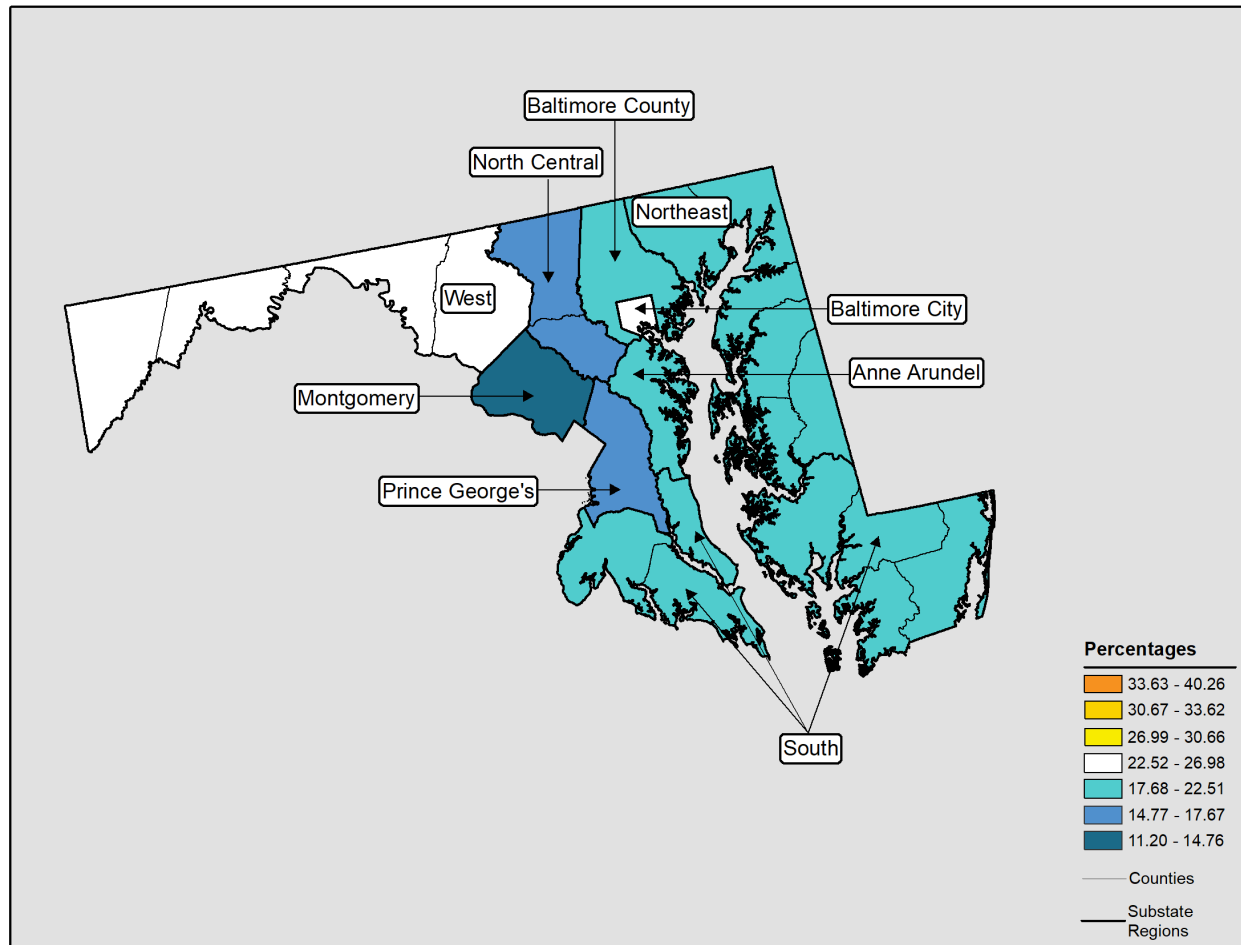 Baltimore County
North Central
Northeast
West
Baltimore City
Anne Arundel
Montgomery
Prince George's
South
Percentages
33.63 - 40.26
30.67 - 33.62
26.99 - 30.66
22.52 - 26.98
17.68 - 22.51
14.77 - 17.67
11.20 - 14.76
Counties
Substate
Regions